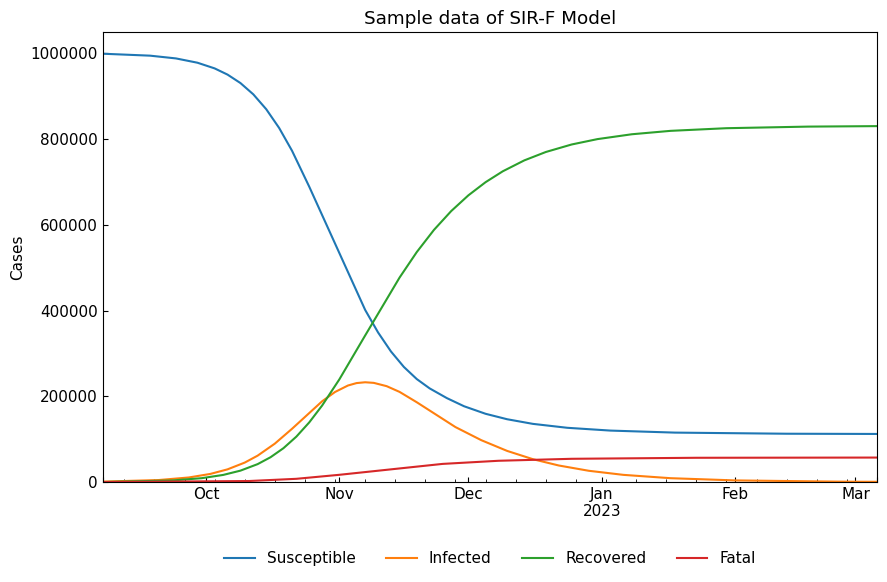 Sample data of SIR-F Model
1000000
800000
600000
400000
200000
0
Cases
Oct Nov Dec Jan Feb Mar
2023
Susceptible Infected Recovered Fatal